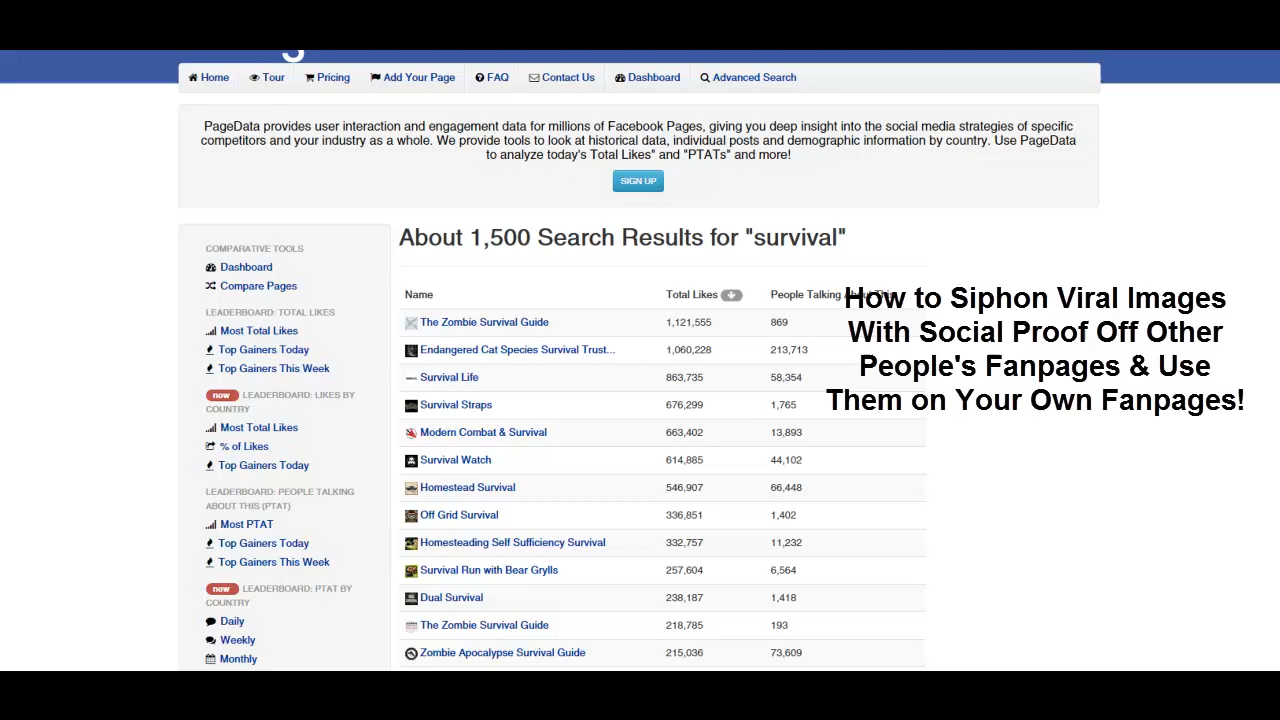 Home Tour Pricing Add Your Page FAQ Contact Us Dashboard Advanced Search
PageData provides user interaction and engagement data for millions of Facebook Pages, giving you deep insight into the social media strategies of specific
competitors and your industry as a whole. We provide tools to look at historical data, individual posts and demographic information by country. Use PageData
to analyze today's Total Likes" and "PTATs" and more!
SIGN UP
COMPARATIVE TOOLS
Dashboard
Compare Pages
LEADERBOARD: TOTAL LIKES
Most Total Likes
Top Gainers Today
Top Gainers This Week
new LEADERBOARD: LIKES BY
COUNTRY
Most Total Likes
% of Likes
Top Gainers Today
LEADERBOARD: PEOPLE TALKING
ABOUT THIS (PTAT)
Most PTAT
Top Gainers Today
Top Gainers This Week
new LEADERBOARD: PTAT BY
COUNTRY
Daily
Weekly
Monthly
About 1,500 Search Results for "survival"
Name Total Likes People Talking About This
The Zombie Survival Guide 1,121,555 869
Endangered Cat Species Survival Trust... 1,060,228 213,713
Survival Life 863,735 58,354
Survival Straps 676,299 1,765
Modern Combat & Survival 663,402 13,893
Survival Watch 614,885 44,102
Homestead Survival 546,907 66,448
Off Grid Survival 336,851 1,402
Homesteading Self Sufficiency Survival 332,757 11,232
Survival Run with Bear Grylls 257,604 6,564
Dual Survival 238,187 1,418
The Zombie Survival Guide 218,785 193
Zombie Apocalypse Survival Guide 215,036 73,609
How to Siphon Viral Images
With Social Proof Off Other
People's Fanpages & Use
Them on Your Own Fanpages!